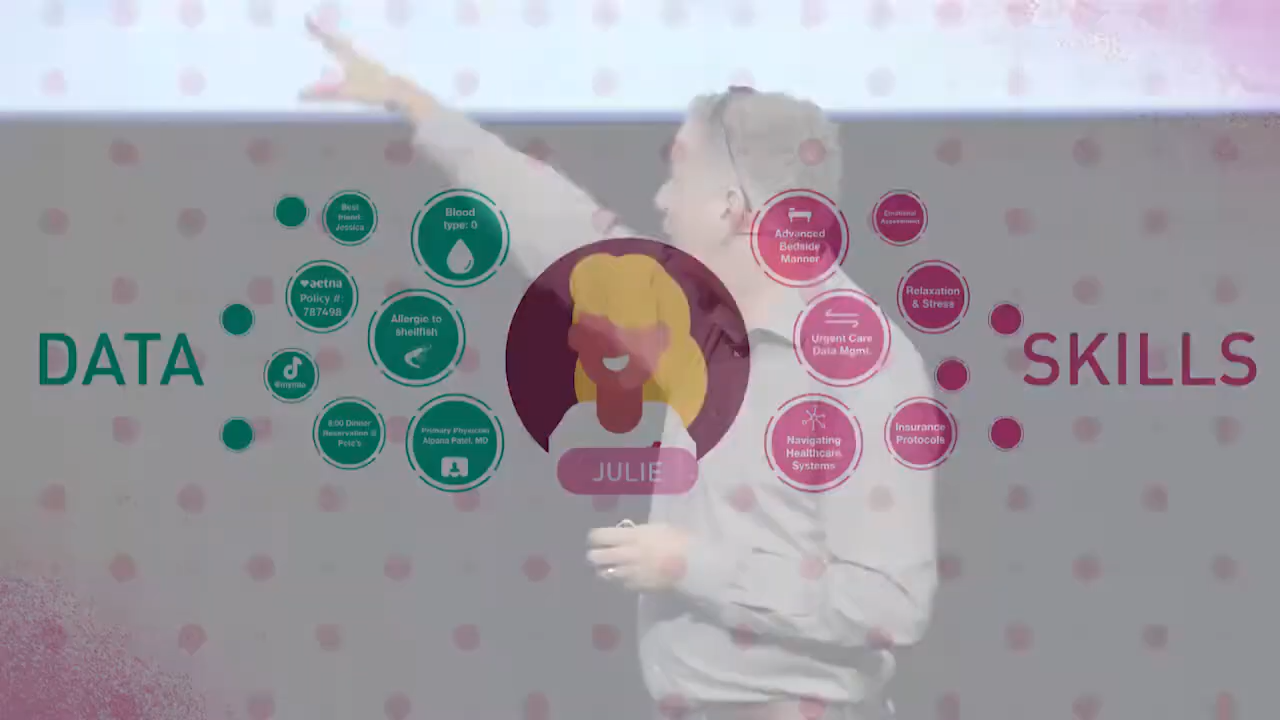 DATA
Best
friend:
Jessica
Blood
type: 0
aetna
Policy #:
787498
Allergic to
shellfish
8:00 Dinner
Reservation @
Pete's
Primary Physician
Alpana Patel, MD
JULIE
Advanced
Bedside
Manner
Emotional
Assessment
Relaxation
& Stress
Urgent Care
Data Mgmt.
Navigating
Healthcare
Systems
Insurance
Protocols
SKILLS